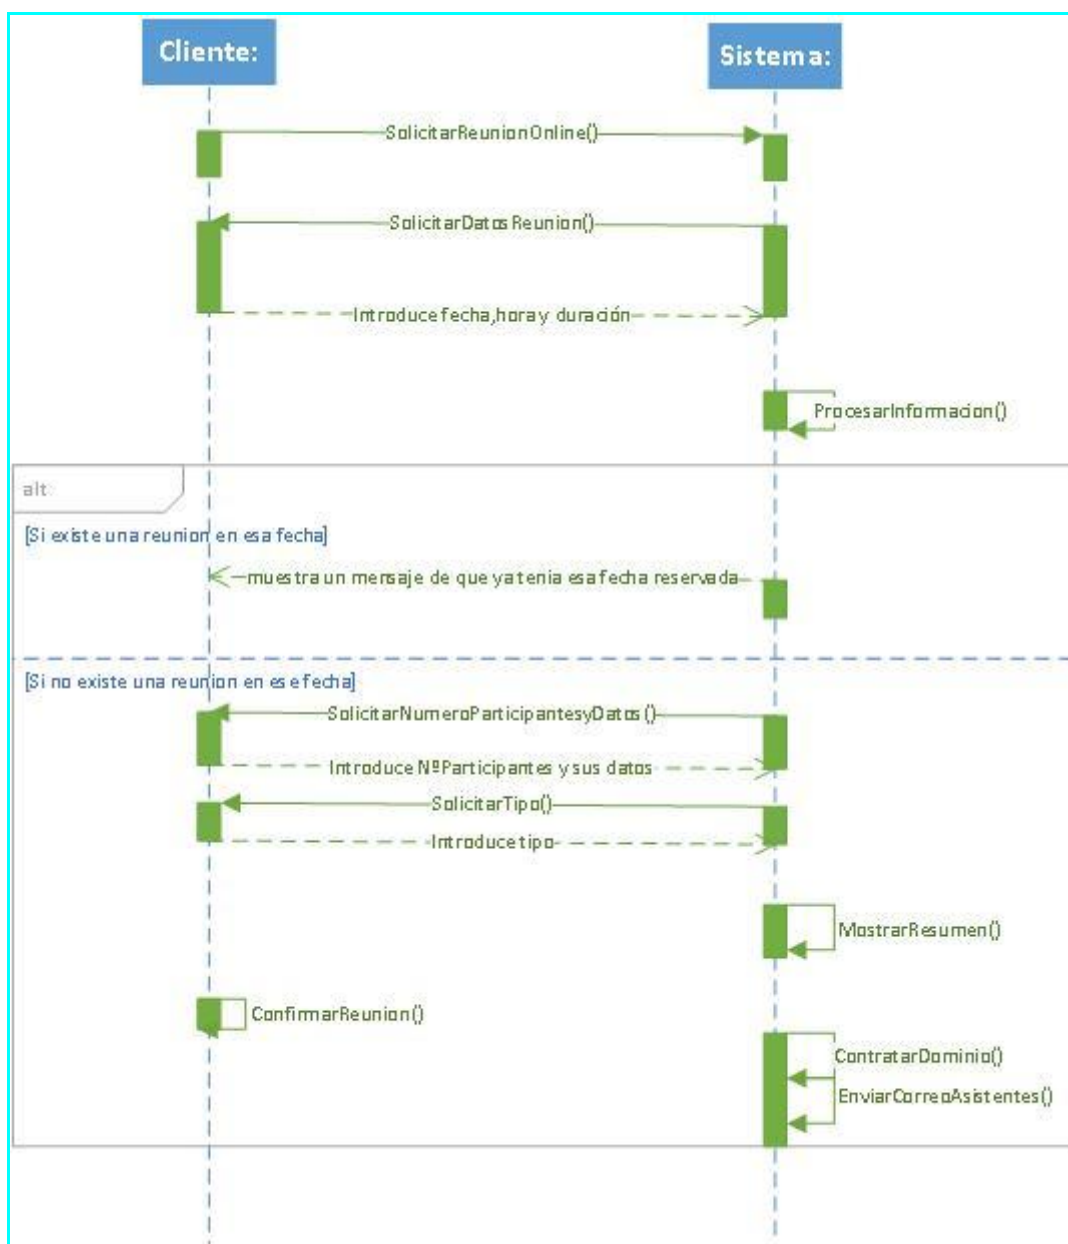 Cliente:
Sistema:
SolicitarReunionOnline()
SolicitarDatosReunion()
Introduce fecha,hora y duración
ProcesarInformacion()
alt
[Si existe una reunion en esa fecha]
muestra un mensaje de que ya tenia esa fecha reservada
[Si no existe una reunion en ese fecha]
SolicitarNumeroParticipantesyDatos()
Introduce NºParticipantes y sus datos
SolicitarTipo()
Introduce tipo
MostrarResumen()
ConfirmarReunion()
ContratarDominio()
EnviarCorreoAsistentes()